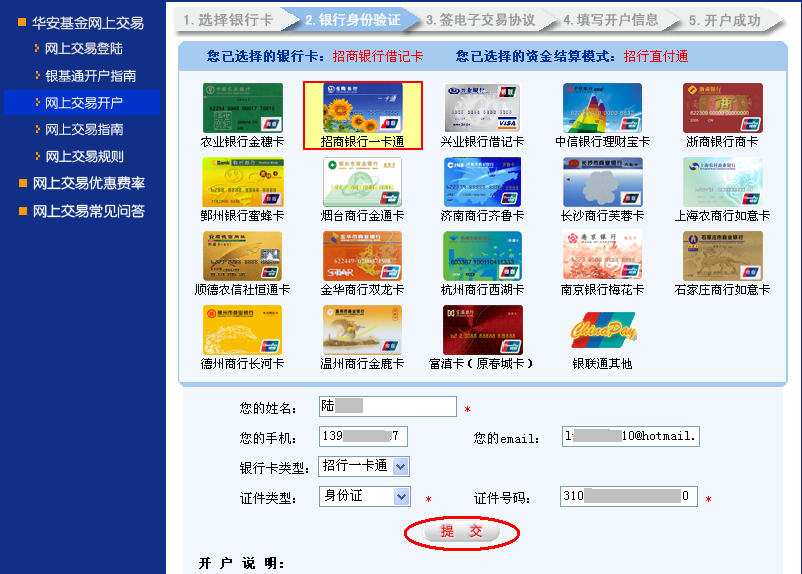 华安基金网上交易
网上交易登陆
银基通开户指南
网上交易开户
网上交易指南
网上交易规则
网上交易优惠费率
网上交易常见问答
1.选择银行卡 2.银行身份验证 3.签电子交易协议 4.填写开户信息 5.开户成功
您已选择的银行卡：招商银行借记卡 您已选择的资金结算模式：招行直付通
农业银行金穗卡 招商银行一卡通 兴业银行借记卡 中信银行理财宝卡 浙商银行商卡
鄞州银行蜜蜂卡 烟台商行金通卡 济南商行齐鲁卡 长沙商行芙蓉卡 上海农商行如意卡
顺德农信社恒通卡 金华商行双龙卡 杭州商行西湖卡 南京银行梅花卡 石家庄商行如意卡
ChinaPay
德州商行长河卡 温州商行金鹿卡 富滇卡（原春城卡） 银联通其他
您的姓名： 陆 *
您的手机： 139 7 您的email： l 10@hotmail.
银行卡类型： 招行一卡通
证件类型： 身份证 * 证件号码： 310 0 *
提 交
开 户 说 明：